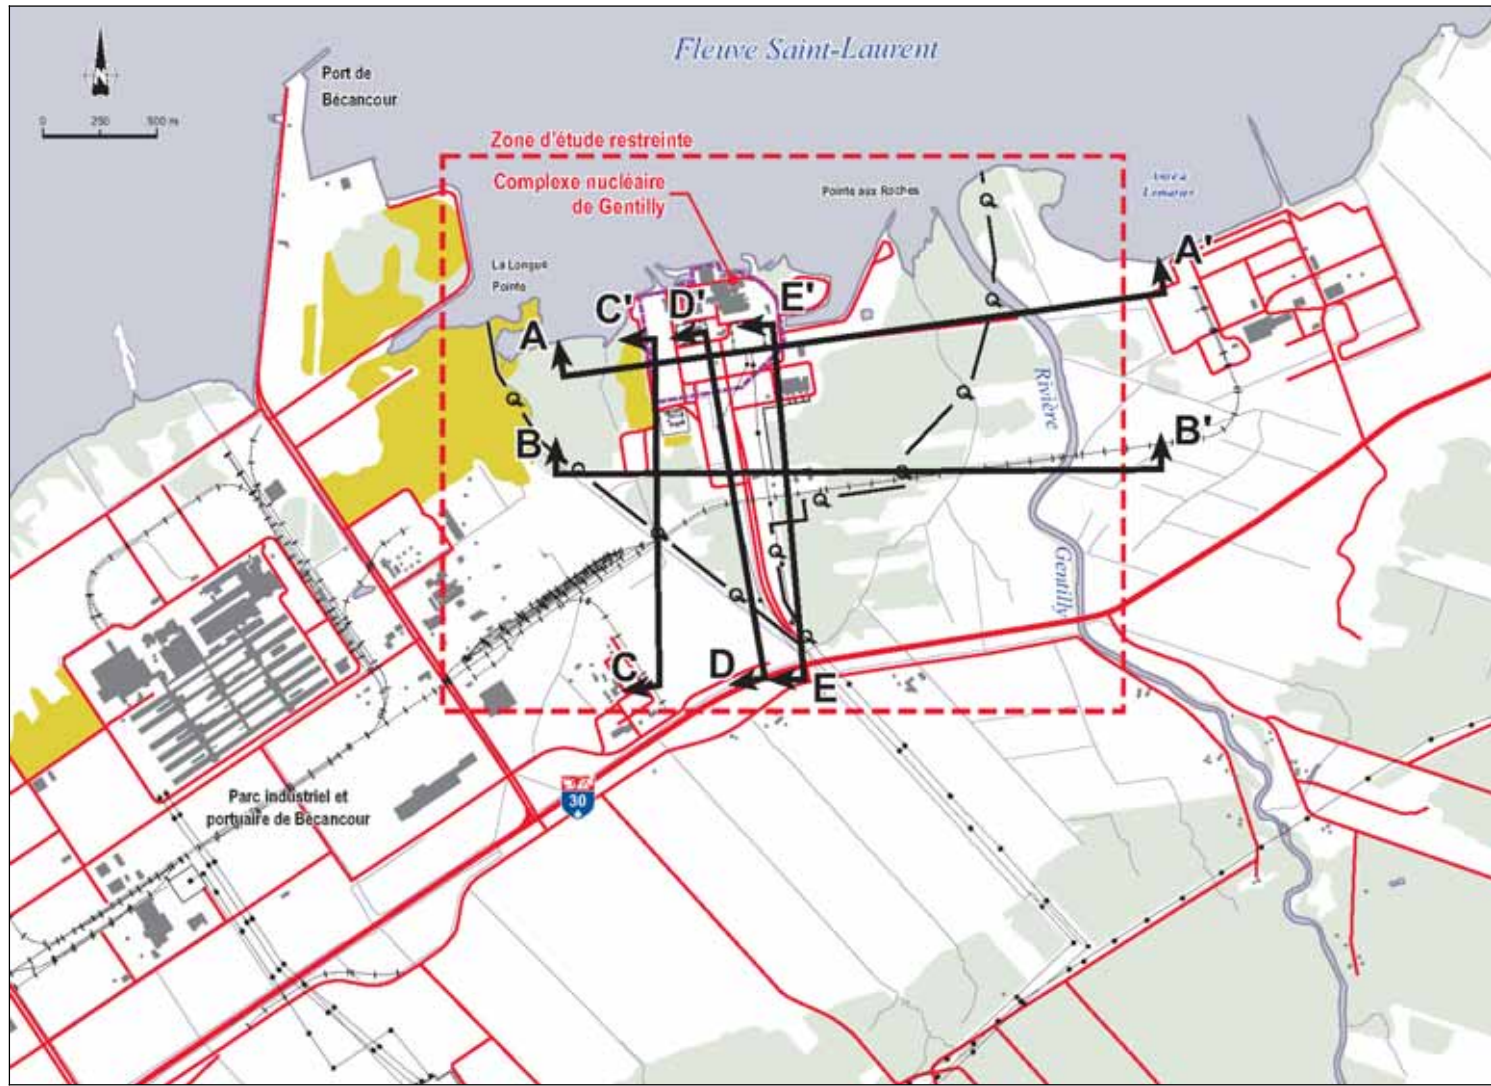 Fleuve Saint-Laurent
Port de
Bécancour
N
0 250 500 m
Zone d'étude restreinte
Complexe nucléaire
de Gentilly
Pointe aux Roches
La Longue
Pointe
A'
C'
D'
E'
A
Rivière
B
B'
Gentilly
C
D
E
30
Parc industriel et
portuaire de Bécancour